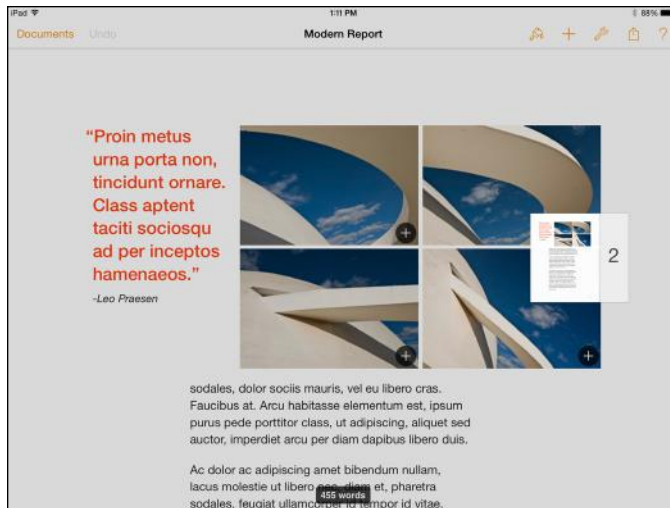 iPad 1:11 PM 88%
Documents Undo Modern Report + ?
“Proin metus
urna porta non,
tincidunt ornare.
Class aptent
taciti sociosqu
ad per inceptos
hamenaeos.”
-Leo Praesen
2
sodales, dolor sociis mauris, vel eu libero cras.
Faucibus at. Arcu habitasse elementum est, ipsum
purus pede porttitor class, ut adipiscing, aliquet sed
auctor, imperdiet arcu per diam dapibus libero duis.
Ac dolor ac adipiscing amet bibendum nullam,
lacus molestie ut libero nec, diam et, pharetra
455 words
sodales, feugiat ullamcorper id tempor id vitae.